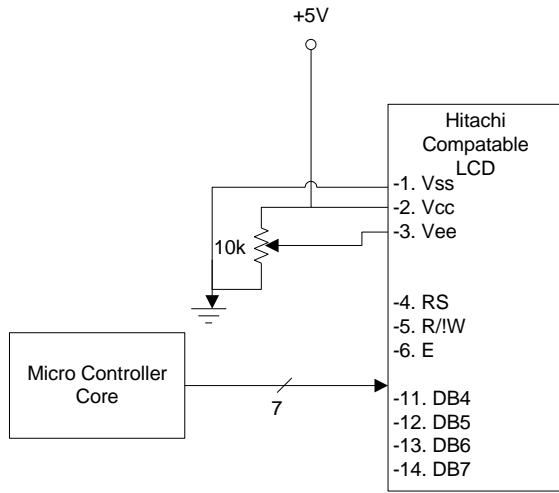 +5V
Hitachi
Compatable
LCD
-1. Vss
-2. Vcc
-3. Vee
10k
-4. RS
-5. R/!W
-6. E
Micro Controller
Core
7
-11. DB4
-12. DB5
-13. DB6
-14. DB7